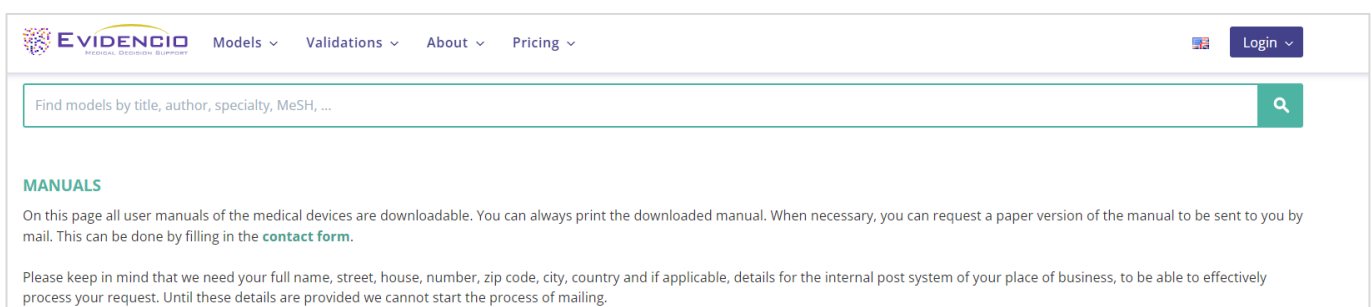 EVIDENCIO
MEDICAL DECISION SUPPORT
Models Validations About Pricing Login
Find models by title, author, specialty, MeSH, ...
MANUALS
On this page all user manuals of the medical devices are downloadable. You can always print the downloaded manual. When necessary, you can request a paper version of the manual to be sent to you by
mail. This can be done by filling in the contact form.
Please keep in mind that we need your full name, street, house, number, zip code, city, country and if applicable, details for the internal post system of your place of business, to be able to effectively
process your request. Until these details are provided we cannot start the process of mailing.